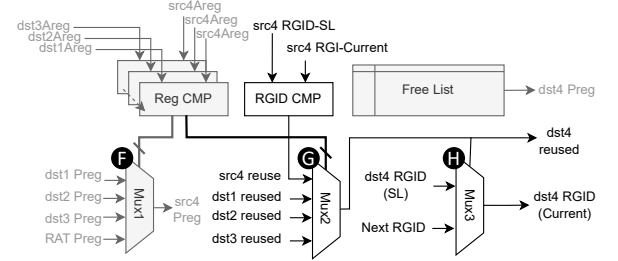 src4Areg
dst3Areg
src4Areg
dst2Areg
src4Areg
dst1Areg
src4 RGID-SL
src4 RGI-Current
Reg CMP
RGID CMP
Free List
dst4 Preg
dst4
reused
F
G
H
dst1 Preg
dst2 Preg
dst3 Preg
RAT Preg
Mux1
src4
Preg
src4 reuse
dst1 reused
dst2 reused
dst3 reused
Mux2
dst4 RGID
(SL)
Next RGID
Mux3
dst4 RGID
(Current)